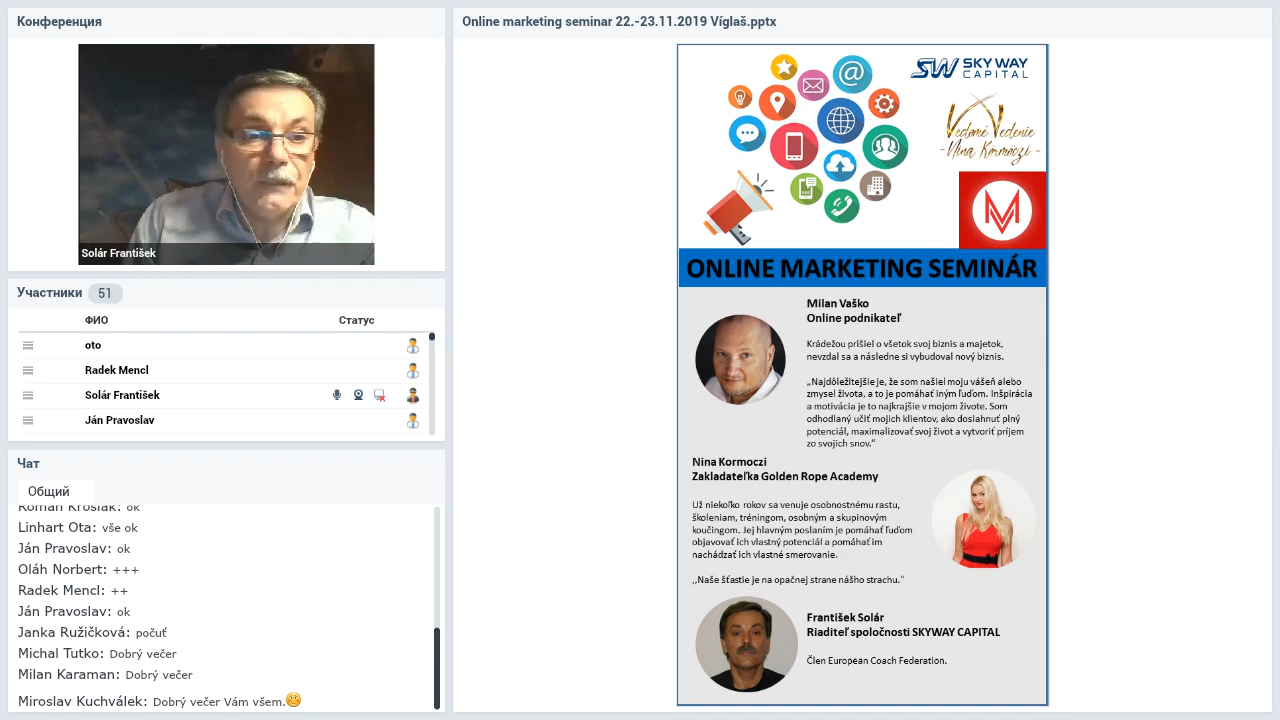 Конференция
Solár František
Участники 51
ФИО Статус
oto
Radek Mencl
Solár František
Ján Pravoslav
Чат
Общий
Roman Krošlák: ok
Linhart Ota: vše ok
Ján Pravoslav: ok
Oláh Norbert: +++
Radek Mencl: ++
Ján Pravoslav: ok
Janka Ružičková: počuť
Michal Tutko: Dobrý večer
Milan Karaman: Dobrý večer
Miroslav Kuchválek: Dobrý večer Vám všem.
Online marketing seminar 22.-23.11.2019 Víglaš.pptx
SW SKY WAY
CAPITAL
Vedomé Vedenie
- Nina Kormoczi -
ONLINE MARKETING SEMINÁR
Milan Vaško
Online podnikateľ
Krádežou prišiel o všetok svoj biznis a majetok,
nevzdal sa a následne si vybudoval nový biznis.
„Najdôležitejšie je, že som našiel moju vášeň alebo
zmysel života, a to je pomáhať iným ľuďom. Inšpirácia
a motivácia je to najkrajšie v mojom živote. Som
odhodlaný učiť mojich klientov, ako dosiahnuť plný
potenciál, maximalizovať svoj život a vytvoriť príjem
zo svojich snov.“
Nina Kormoczi
Zakladateľka Golden Rope Academy
Už niekoľko rokov sa venuje osobnostnému rastu,
školeniam, tréningom, osobným a skupinovým
koučingom. Jej hlavným poslaním je pomáhať ľuďom
objavovať ich vlastný potenciál a pomáhať im
nachádzať ich vlastné smerovanie.
,,Naše šťastie je na opačnej strane nášho strachu."
František Solár
Riaditeľ spoločnosti SKYWAY CAPITAL
Člen European Coach Federation.